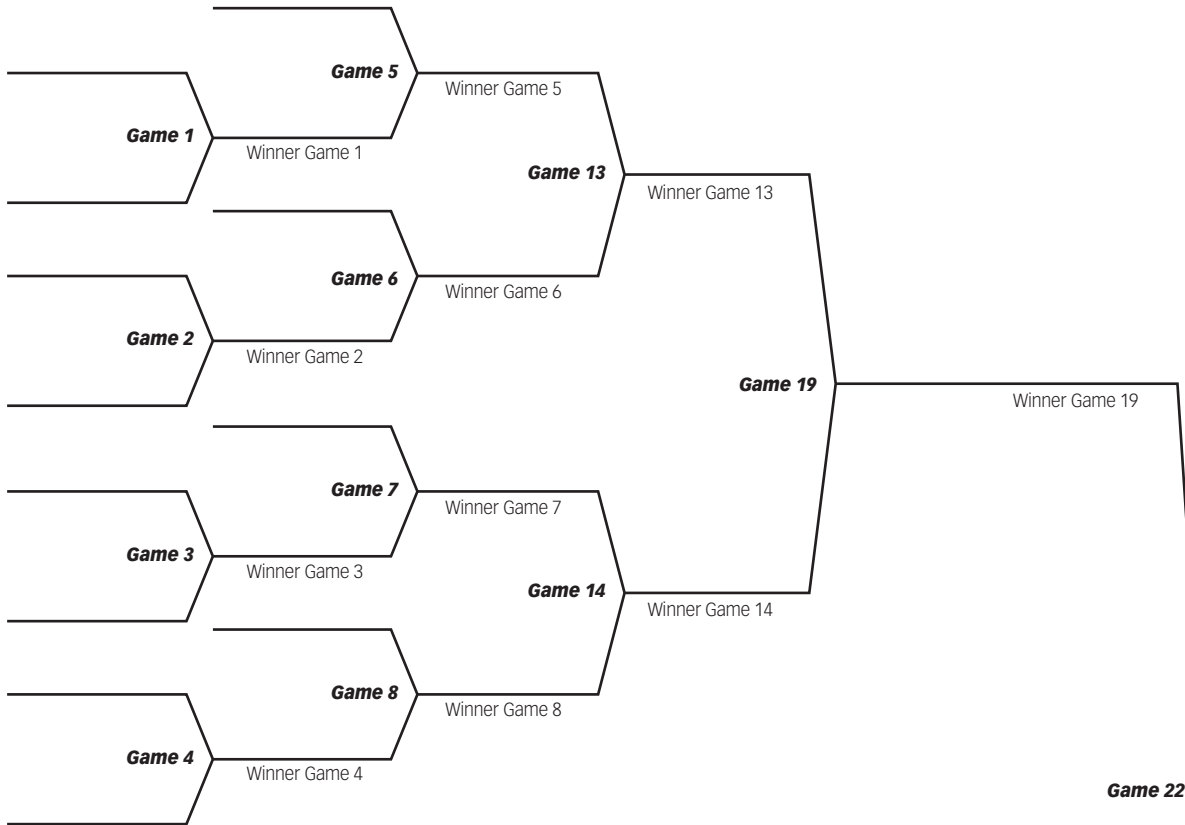 Game 5
Winner Game 5
Game 1
Winner Game 1
Game 13
Winner Game 13
Game 6
Winner Game 6
Game 2
Winner Game 2
Game 19
Winner Game 19
Game 7
Winner Game 7
Game 3
Winner Game 3
Game 14
Winner Game 14
Game 8
Winner Game 8
Game 4
Winner Game 4
Game 22